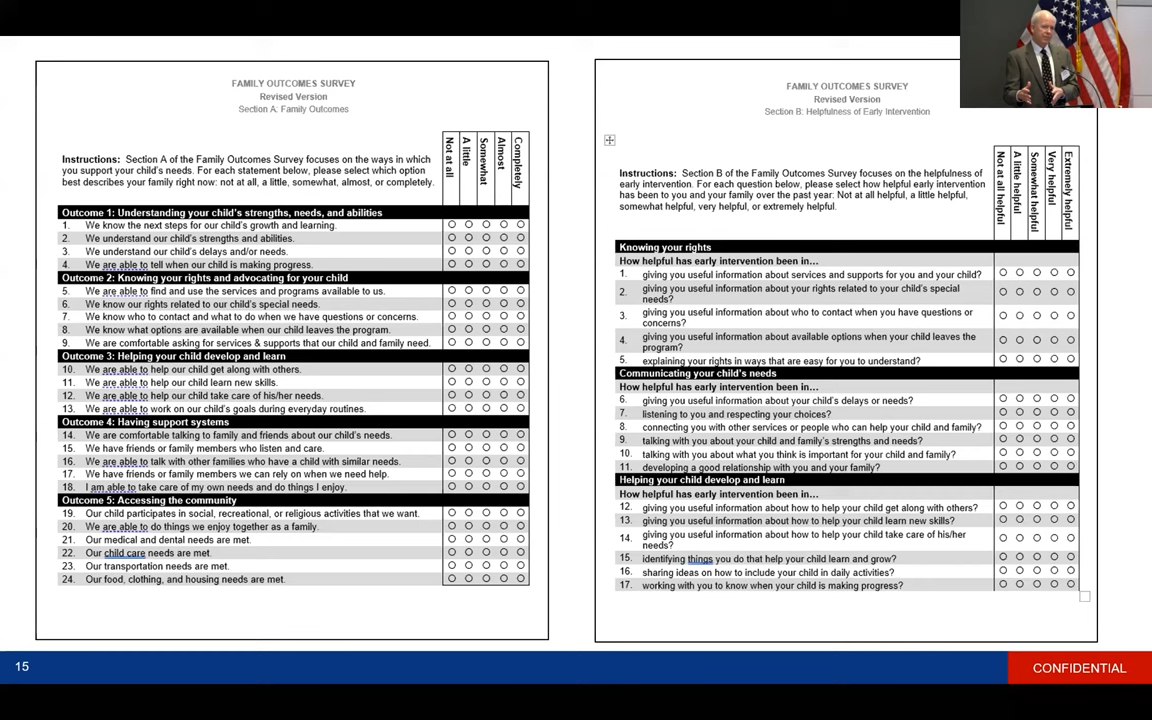 FAMILY OUTCOMES SURVEY
Revised Version
Section A: Family Outcomes
Instructions: Section A of the Family Outcomes Survey focuses on the ways in which
you support your child's needs. For each statement below, please select which option
best describes your family right now: not at all, a little, somewhat, almost, or completely.
Not at all
A little
Somewhat
Almost
Completely
Outcome 1: Understanding your child's strengths, needs, and abilities
1. We know the next steps for our child's growth and learning.
2. We understand our child's strengths and abilities.
3. We understand our child's delays and/or needs.
4. We are able to tell when our child is making progress.
Outcome 2: Knowing your rights and advocating for your child
5. We are able to find and use the services and programs available to us.
6. We know our rights related to our child's special needs.
7. We know who to contact and what to do when we have questions or concerns.
8. We know what options are available when our child leaves the program.
9. We are comfortable asking for services & supports that our child and family need.
Outcome 3: Helping your child develop and learn
10. We are able to help our child get along with others.
11. We are able to help our child learn new skills.
12. We are able to help our child take care of his/her needs.
13. We are able to work on our child's goals during everyday routines.
Outcome 4: Having support systems
14. We are comfortable talking to family and friends about our child's needs.
15. We have friends or family members who listen and care.
16. We are able to talk with other families who have a child with similar needs.
17. We have friends or family members we can rely on when we need help.
18. I am able to take care of my own needs and do things I enjoy.
Outcome 5: Accessing the community
19. Our child participates in social, recreational, or religious activities that we want.
20. We are able to do things we enjoy together as a family.
21. Our medical and dental needs are met.
22. Our child care needs are met.
23. Our transportation needs are met.
24. Our food, clothing, and housing needs are met.
FAMILY OUTCOMES SURVEY
Revised Version
Section B: Helpfulness of Early Intervention
Instructions: Section B of the Family Outcomes Survey focuses on the helpfulness of
early intervention. For each question below, please select how helpful early intervention
has been to you and your family over the past year: Not at all helpful, a little helpful,
somewhat helpful, very helpful, or extremely helpful.
Not at all helpful
A little helpful
Somewhat helpful
Very helpful
Extremely helpful
Knowing your rights
How helpful has early intervention been in...
1. giving you useful information about services and supports for you and your child?
2. giving you useful information about your rights related to your child's special
needs?
3. giving you useful information about who to contact when you have questions or
concerns?
4. giving you useful information about available options when your child leaves the
program?
5. explaining your rights in ways that are easy for you to understand?
Communicating your child's needs
How helpful has early intervention been in...
6. giving you useful information about your child's delays or needs?
7. listening to you and respecting your choices?
8. connecting you with other services or people who can help your child and family?
9. talking with you about your child and family's strengths and needs?
10. talking with you about what you think is important for your child and family?
11. developing a good relationship with you and your family?
Helping your child develop and learn
How helpful has early intervention been in...
12. giving you useful information about how to help your child get along with others?
13. giving you useful information about how to help your child learn new skills?
14. giving you useful information about how to help your child take care of his/her
needs?
15. identifying things you do that help your child learn and grow?
16. sharing ideas on how to include your child in daily activities?
17. working with you to know when your child is making progress?
15
CONFIDENTIAL